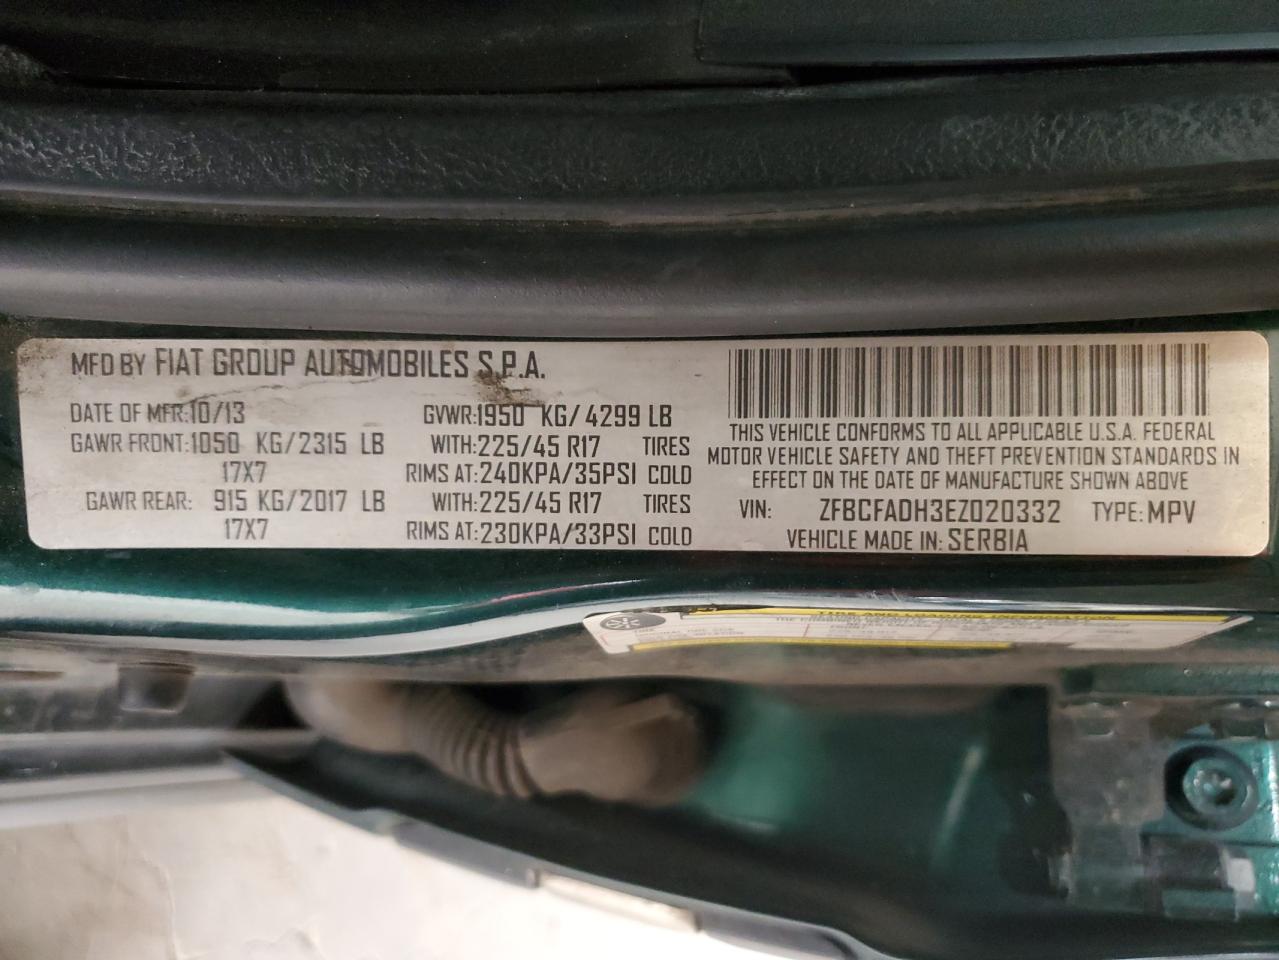 MFD BY FIAT GROUP AUTOMOBILES S.P.A.
DATE OF MFR:10/13 GVWR:1950 KG/4299 LB
GAWR FRONT:1050 KG/2315 LB WITH:225/45 R17 TIRES
17X7 RIMS AT:240KPA/35PSI COLD
GAWR REAR: 915 KG/2017 LB WITH:225/45 R17 TIRES
17X7 RIMS AT:230KPA/33PSI COLD
THIS VEHICLE CONFORMS TO ALL APPLICABLE U.S.A. FEDERAL
MOTOR VEHICLE SAFETY AND THEFT PREVENTION STANDARDS IN
EFFECT ON THE DATE OF MANUFACTURE SHOWN ABOVE
VIN: ZFBCFADH3EZ020332 TYPE:MPV
VEHICLE MADE IN:SERBIA
TIRE AND LOADING INFORMATION